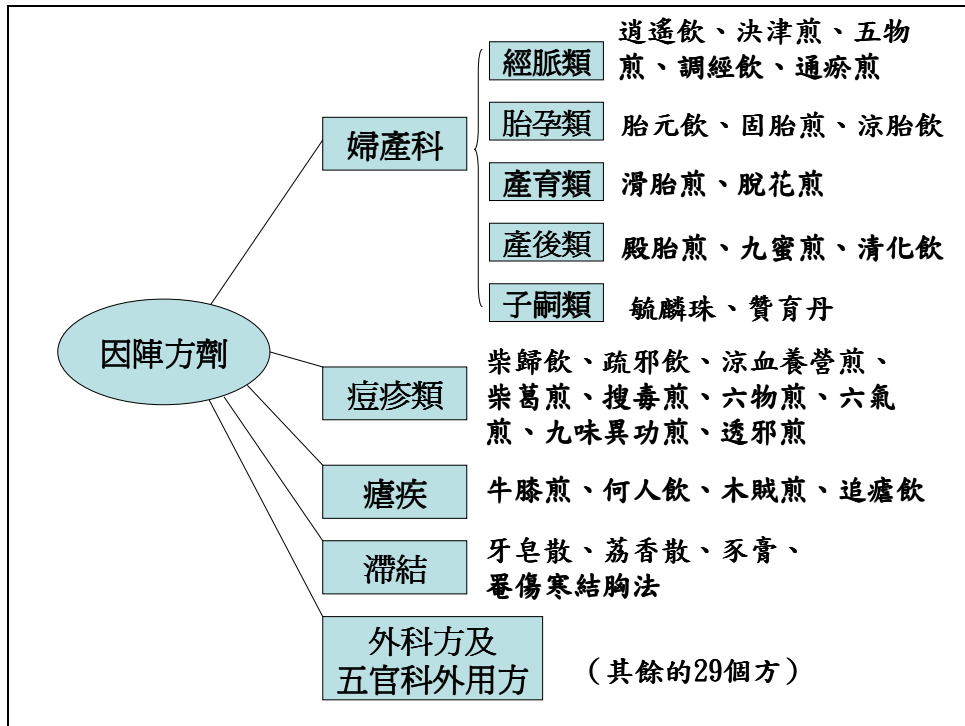 因陣方劑
婦產科
經脈類
逍遙飲、決津煎、五物
煎、調經飲、通瘀煎
胎孕類
胎元飲、固胎煎、涼胎飲
產育類
滑胎煎、脫花煎
產後類
殿胎煎、九蜜煎、清化飲
子嗣類
毓麟珠、贊育丹
痘疹類
柴歸飲、疏邪飲、涼血養營煎、
柴葛煎、搜毒煎、六物煎、六氣
煎、九味異功煎、透邪煎
瘧疾
牛膝煎、何人飲、木賊煎、追瘧飲
滯結
牙皂散、荔香散、豕膏、
罨傷寒結胸法
外科方及
五官科外用方
（其餘的29個方）